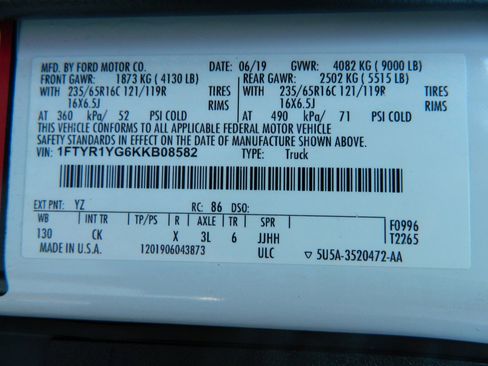 MFD. BY FORD MOTOR CO. DATE: 06/19 GVWR: 4082 KG ( 9000 LB)
FRONT GAWR: 1873 KG ( 4130 LB) REAR GAWR: 2502 KG ( 5515 LB)
WITH 235/65R16C 121/119R TIRES WITH 235/65R16C 121/119R TIRES
16X6.5J RIMS 16X6.5J RIMS
AT 360 kPa/ 52 PSI COLD AT 490 kPa/ 71 PSI COLD
THIS VEHICLE CONFORMS TO ALL APPLICABLE FEDERAL MOTOR VEHICLE
SAFETY STANDARDS IN EFFECT ON THE DATE OF MANUFACTURE SHOWN ABOVE
VIN: 1FTYR1YG6KKB08582 TYPE: Truck
EXT PNT: YZ RC: 86 DSO:
WB INT TR TP/PS R AXLE TR SPR F0996
130 CK X 3L 6 JJHH T2265
MADE IN U.S.A. 1201906043873 ULC ▽ 5U5A-3520472-AA